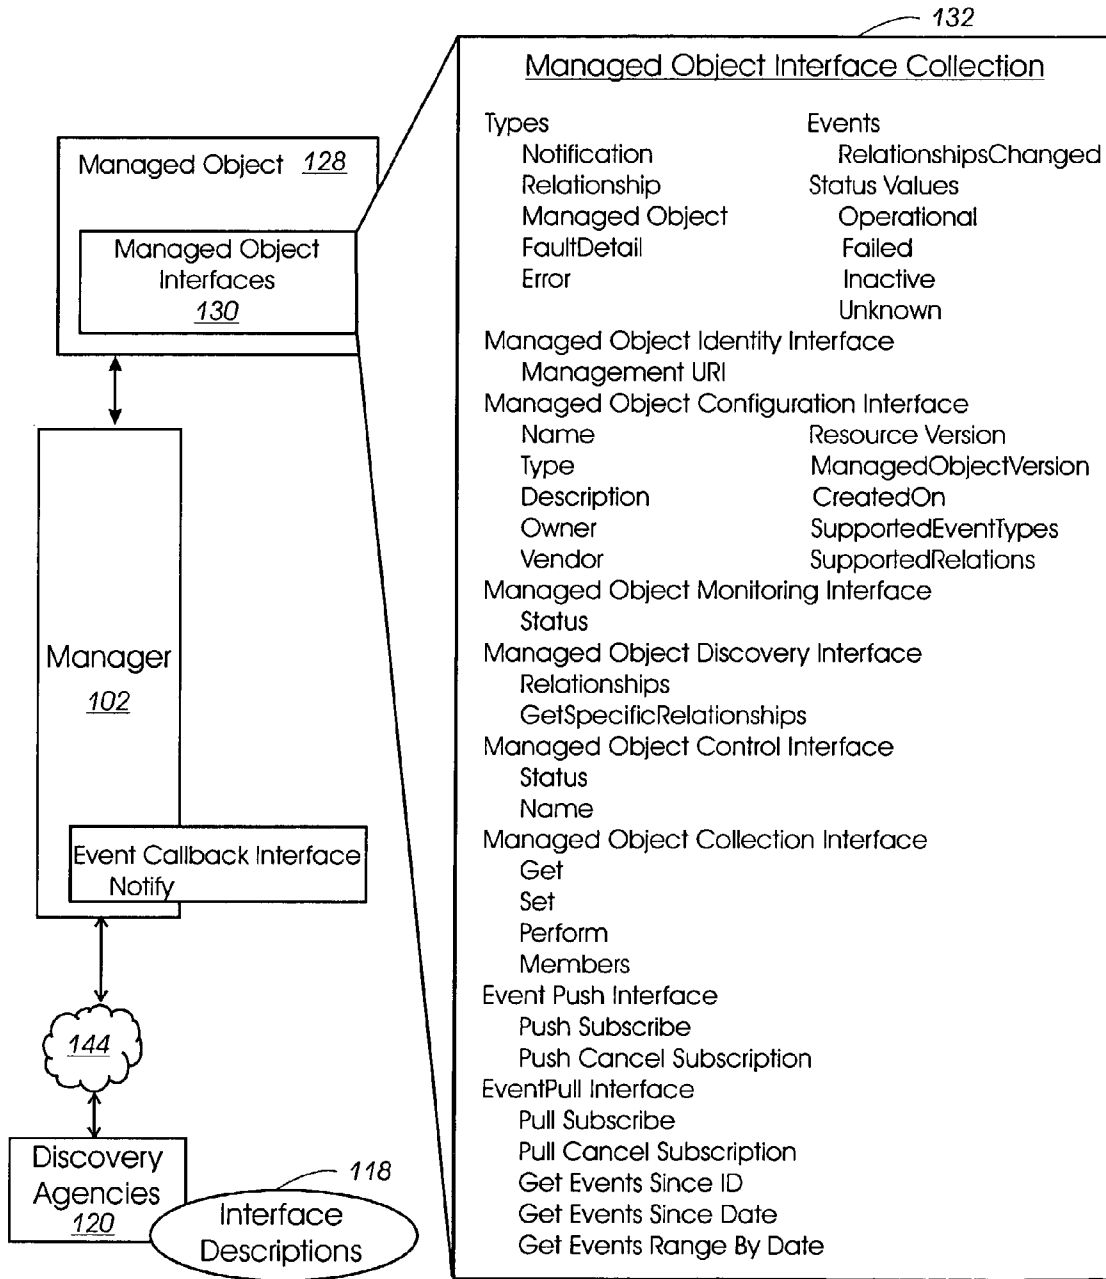 132
Managed Object Interface Collection
Types Events
Notification RelationshipsChanged
Relationship Status Values
Managed Object Operational
FaultDetail Failed
Error Inactive
Unknown
Managed Object Identity Interface
Management URI
Managed Object Configuration Interface
Name Resource Version
Type ManagedObjectVersion
Description CreatedOn
Owner SupportedEventTypes
Vendor SupportedRelations
Managed Object Monitoring Interface
Status
Managed Object Discovery Interface
Relationships
GetSpecificRelationships
Managed Object Control Interface
Status
Name
Managed Object Collection Interface
Get
Set
Perform
Members
Event Push Interface
Push Subscribe
Push Cancel Subscription
EventPull Interface
Pull Subscribe
Pull Cancel Subscription
Get Events Since ID
Get Events Since Date
Get Events Range By Date
Managed Object 128
Managed Object
Interfaces
130
Manager
102
Event Callback Interface
Notify
144
Discovery
Agencies
120
118
Interface
Descriptions